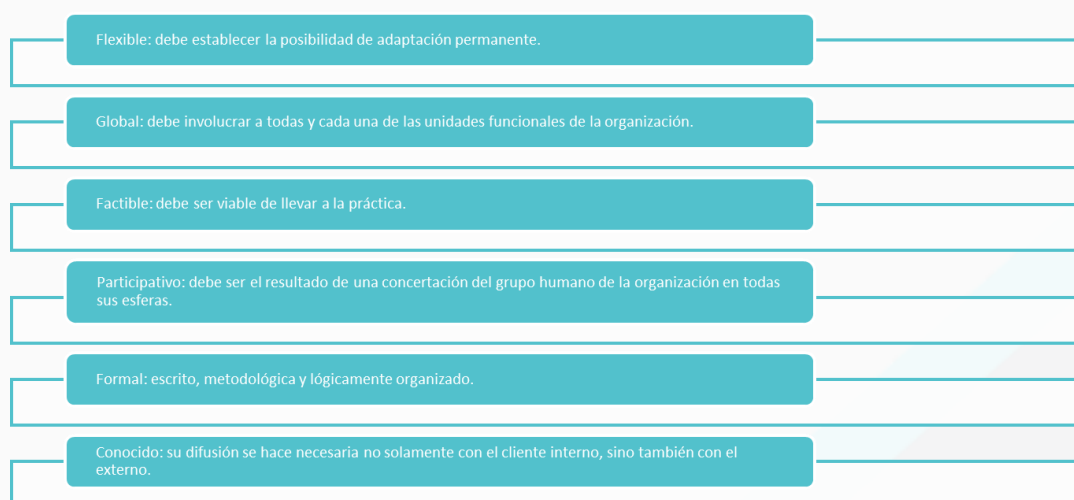 Flexible: debe establecer la posibilidad de adaptación permanente.
Global: debe involucrar a todas y cada una de las unidades funcionales de la organización.
Factible: debe ser viable de llevar a la práctica.
Participativo: debe ser el resultado de una concertación del grupo humano de la organización en todas
sus esferas.
Formal: escrito, metodológica y lógicamente organizado.
Conocido: su difusión se hace necesaria no solamente con el cliente interno, sino también con el
externo.